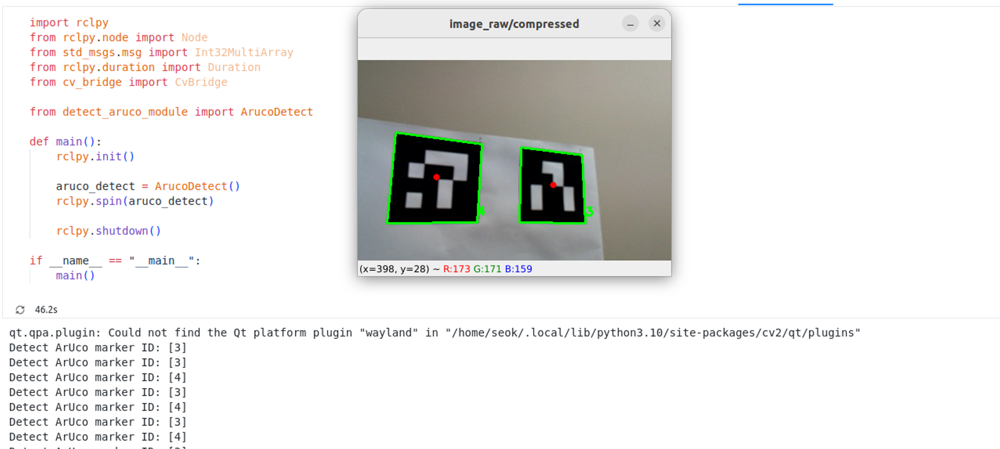 import rclpy
from rclpy.node import Node
from std_msgs.msg import Int32MultiArray
from rclpy.duration import Duration
from cv_bridge import CvBridge
from detect_aruco_module import ArucoDetect
def main():
    rclpy.init()
    aruco_detect = ArucoDetect()
    rclpy.spin(aruco_detect)
    rclpy.shutdown()
if __name__ == "__main__":
    main()
46.2s
image_raw/compressed
4
3
(x=398, y=28) ~ R:173 G:171 B:159
qt.qpa.plugin: Could not find the Qt platform plugin "wayland" in "/home/seok/.local/lib/python3.10/site-packages/cv2/qt/plugins"
Detect ArUco marker ID: [3]
Detect ArUco marker ID: [3]
Detect ArUco marker ID: [4]
Detect ArUco marker ID: [3]
Detect ArUco marker ID: [4]
Detect ArUco marker ID: [3]
Detect ArUco marker ID: [4]